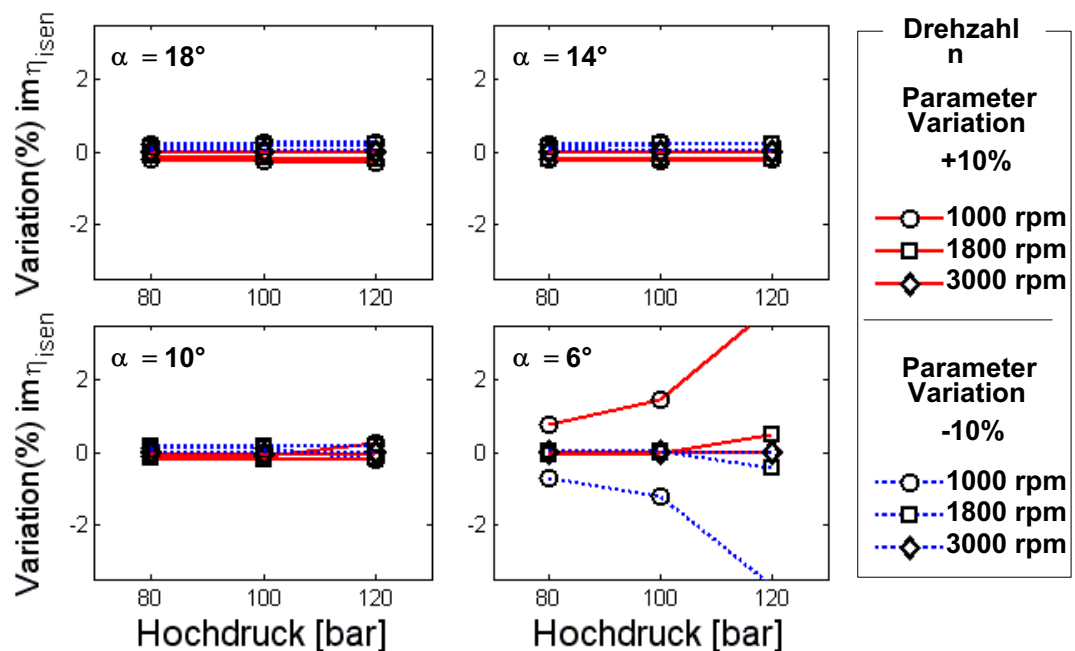 Variation(%) im η_isen
α = 18°
2
0
-2
80 100 120
α = 14°
2
0
-2
80 100 120
Variation(%) im η_isen
α = 10°
2
0
-2
80 100 120
Hochdruck [bar]
α = 6°
2
0
-2
80 100 120
Hochdruck [bar]
Drehzahl
n
Parameter
Variation
+10%
1000 rpm
1800 rpm
3000 rpm
Parameter
Variation
-10%
1000 rpm
1800 rpm
3000 rpm